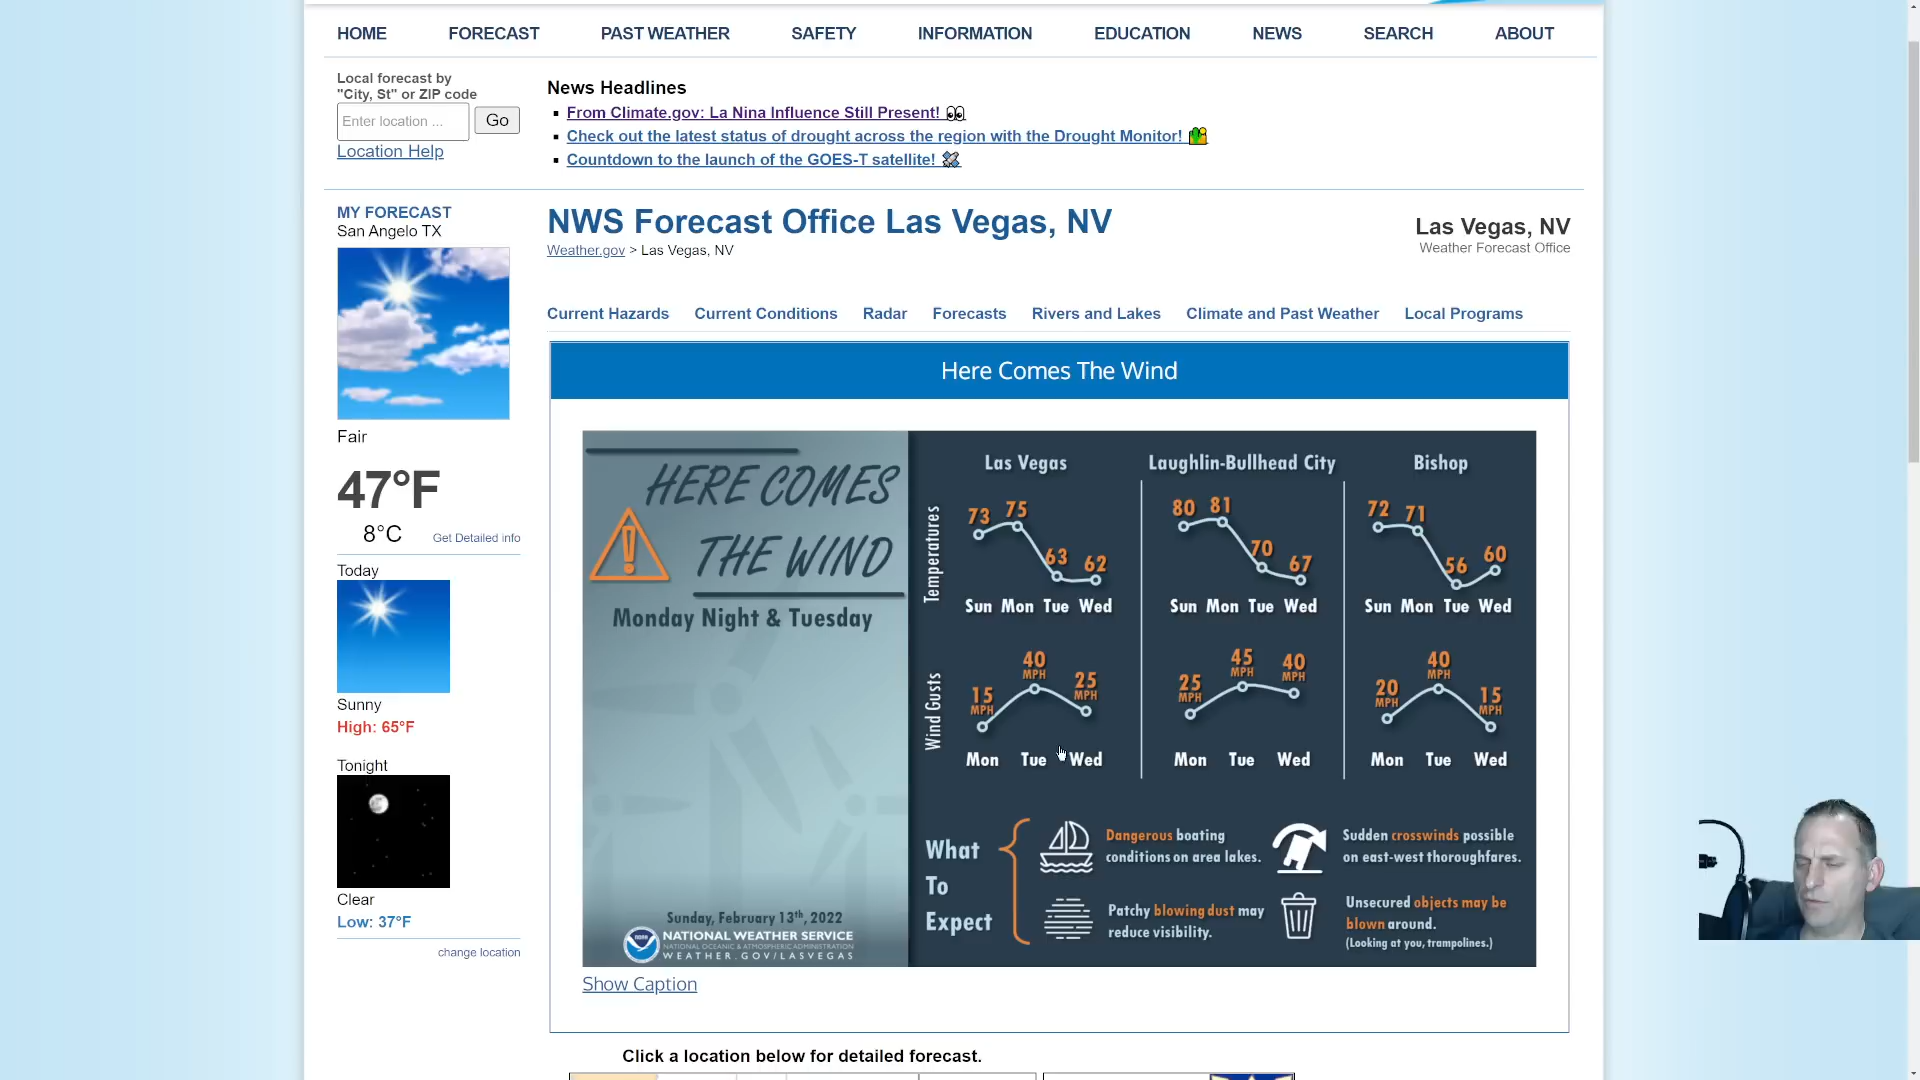 HOME FORECAST PAST WEATHER SAFETY INFORMATION EDUCATION NEWS SEARCH ABOUT
Local forecast by
"City, St" or ZIP code
Enter location ... Go
Location Help
News Headlines
From Climate.gov: La Nina Influence Still Present! 👀
Check out the latest status of drought across the region with the Drought Monitor!
Countdown to the launch of the GOES-T satellite! 🛰
MY FORECAST
San Angelo TX
Fair
47°F
8°C Get Detailed info
Today
Sunny
High: 65°F
Tonight
Clear
Low: 37°F
change location
NWS Forecast Office Las Vegas, NV
Weather.gov > Las Vegas, NV
Las Vegas, NV
Weather Forecast Office
Current Hazards Current Conditions Radar Forecasts Rivers and Lakes Climate and Past Weather Local Programs
Here Comes The Wind
HERE COMES
THE WIND
Monday Night & Tuesday
Sunday, February 13th, 2022
NOAA
NATIONAL WEATHER SERVICE
NATIONAL OCEANIC & ATMOSPHERIC ADMINISTRATION
WEATHER.GOV/LASVEGAS
Las Vegas Laughlin-Bullhead City Bishop
Temperatures
73 75 63 62
Sun Mon Tue Wed
80 81 70 67
Sun Mon Tue Wed
72 71 56 60
Sun Mon Tue Wed
Wind Gusts
15 MPH 40 MPH 25 MPH
Mon Tue Wed
25 MPH 45 MPH 40 MPH
Mon Tue Wed
20 MPH 40 MPH 15 MPH
Mon Tue Wed
What
To
Expect
Dangerous boating
conditions on area lakes.
Sudden crosswinds possible
on east-west thoroughfares.
Patchy blowing dust may
reduce visibility.
Unsecured objects may be
blown around.
(Looking at you, trampolines.)
Show Caption
Click a location below for detailed forecast.